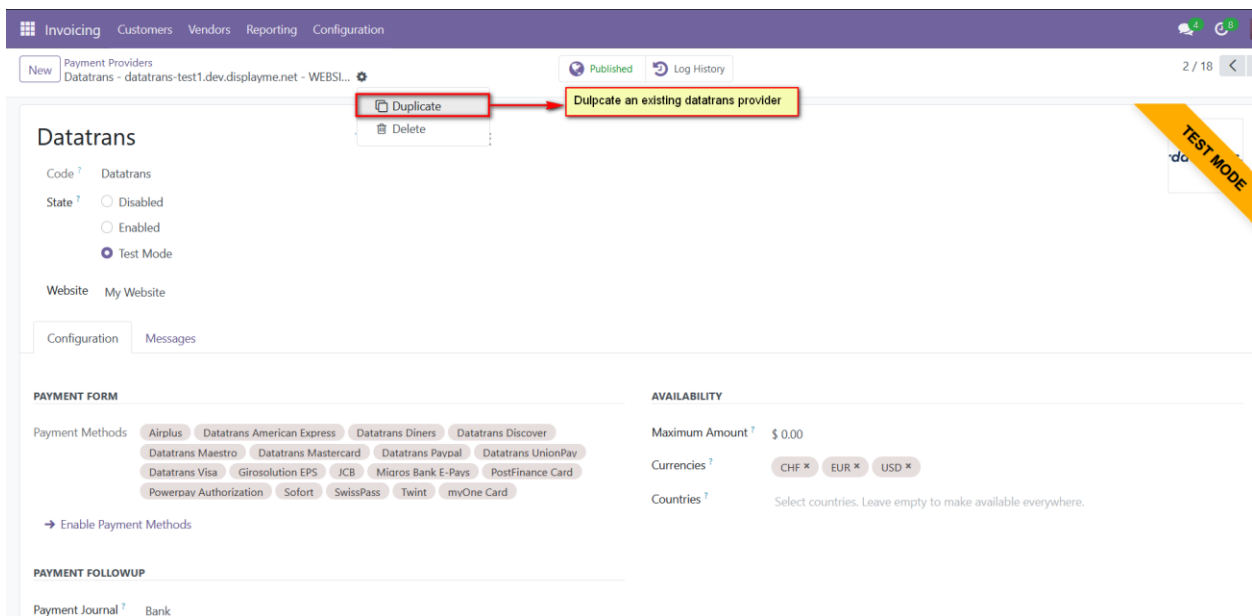 Invoicing Customers Vendors Reporting Configuration 4 8
New Payment Providers Published Log History 2 / 18
Datatrans - datatrans-test1.dev.displayme.net - WEBSI...
Duplicate Dulpcate an existing datatrans provider
Delete
Datatrans
TEST MODE
Code ? Datatrans
State ? Disabled
Enabled
Test Mode
Website My Website
Configuration Messages
PAYMENT FORM
Payment Methods Airplus Datatrans American Express Datatrans Diners Datatrans Discover
Datatrans Maestro Datatrans Mastercard Datatrans Paypal Datatrans UnionPay
Datatrans Visa Girosolution EPS JCB Migros Bank E-Pays PostFinance Card
Powerpay Authorization Sofort SwissPass Twint myOne Card
→ Enable Payment Methods
AVAILABILITY
Maximum Amount ? $ 0.00
Currencies ? CHF × EUR × USD ×
Countries ? Select countries. Leave empty to make available everywhere.
PAYMENT FOLLOWUP
Payment Journal ? Bank